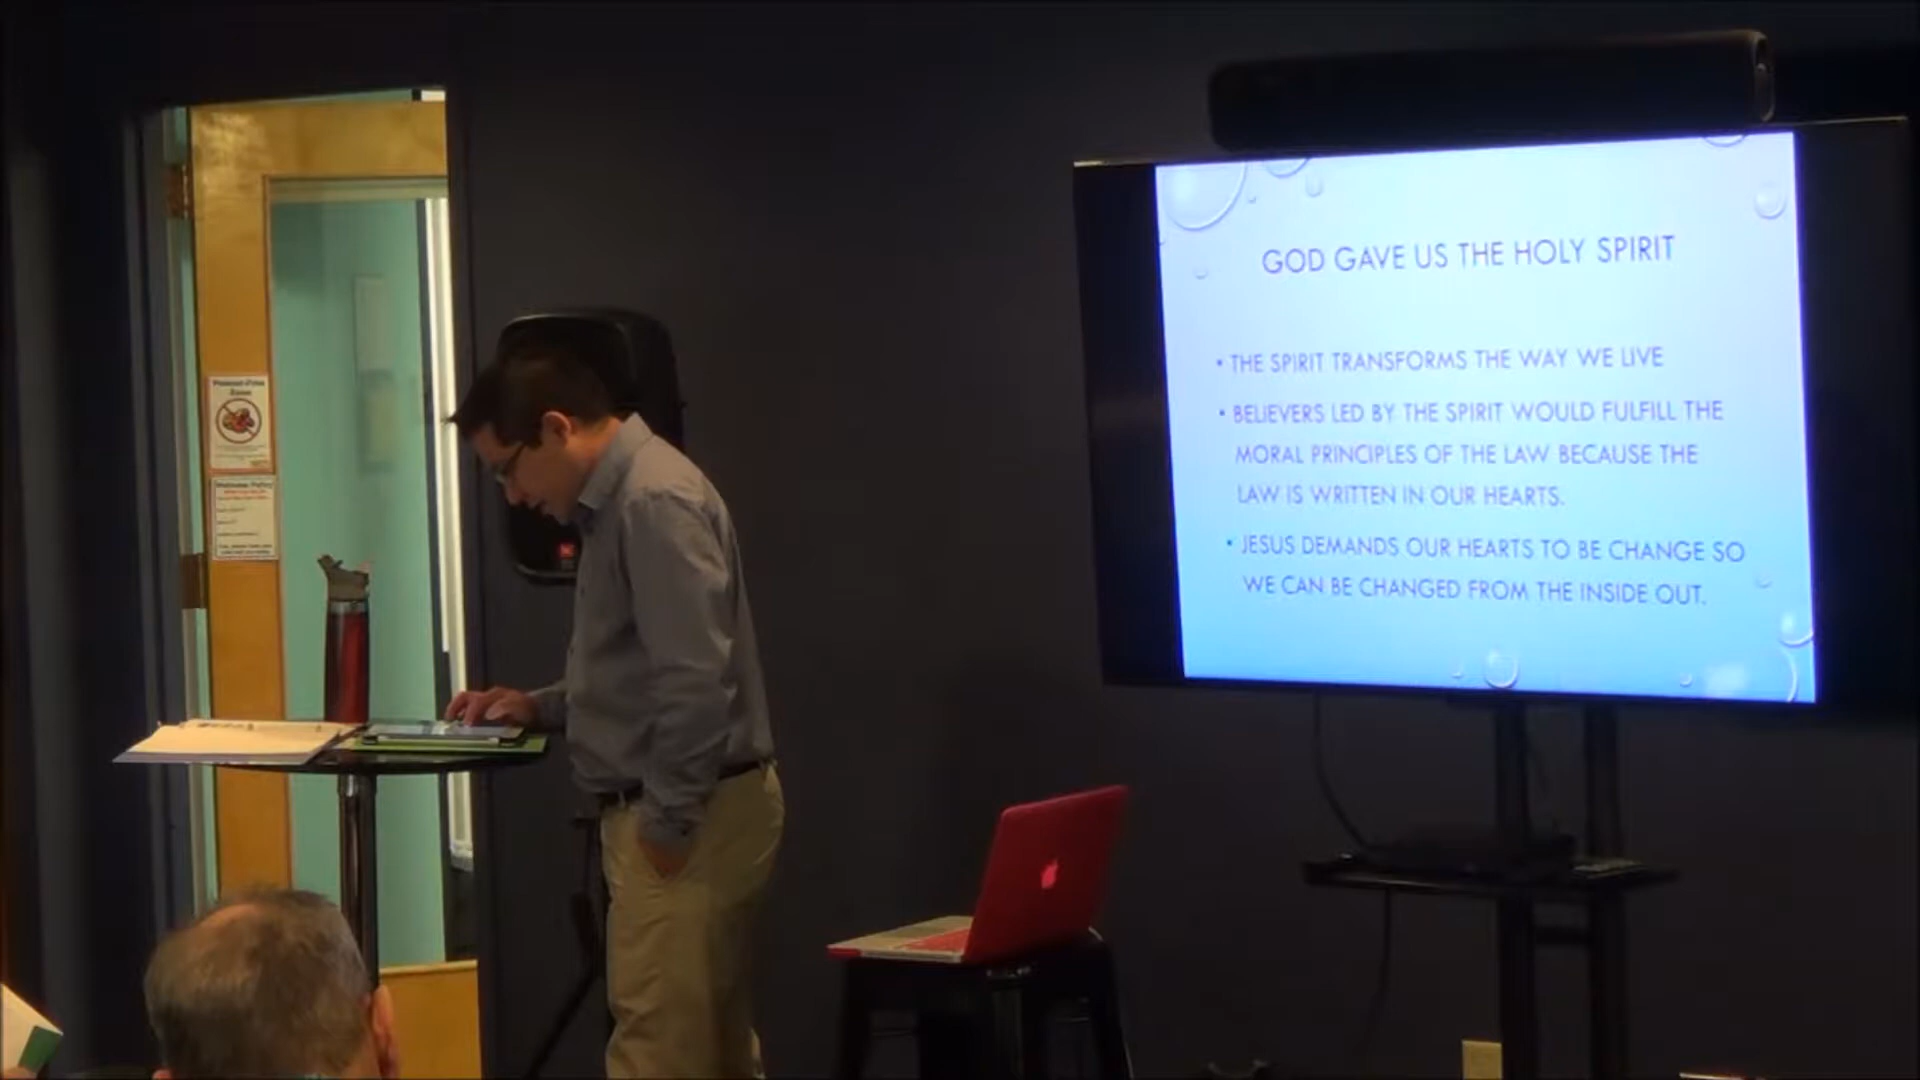 GOD GAVE US THE HOLY SPIRIT
• THE SPIRIT TRANSFORMS THE WAY WE LIVE
• BELIEVERS LED BY THE SPIRIT WOULD FULFILL THE
MORAL PRINCIPLES OF THE LAW BECAUSE THE
LAW IS WRITTEN IN OUR HEARTS.
• JESUS DEMANDS OUR HEARTS TO BE CHANGE SO
WE CAN BE CHANGED FROM THE INSIDE OUT.